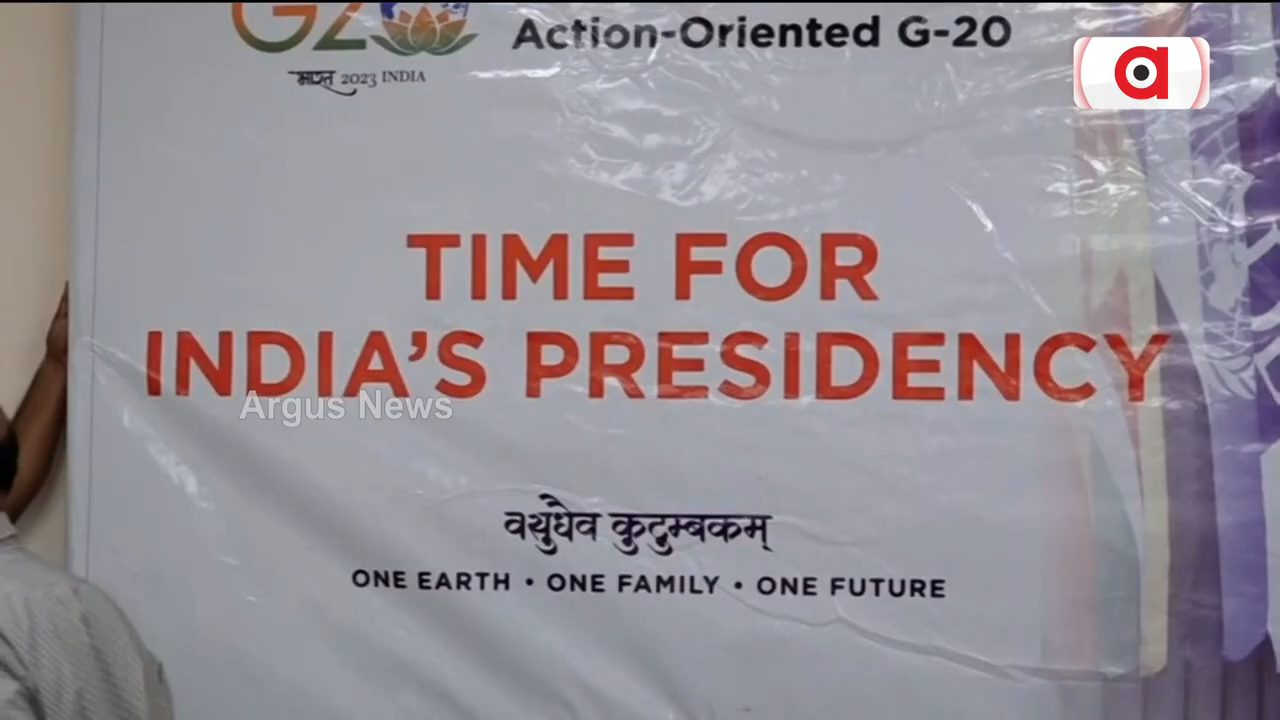 G20
Action-Oriented G-20
भारत 2023 INDIA
a
TIME FOR
INDIA'S PRESIDENCY
Argus News
वसुधैव कुटुम्बकम्
ONE EARTH • ONE FAMILY • ONE FUTURE